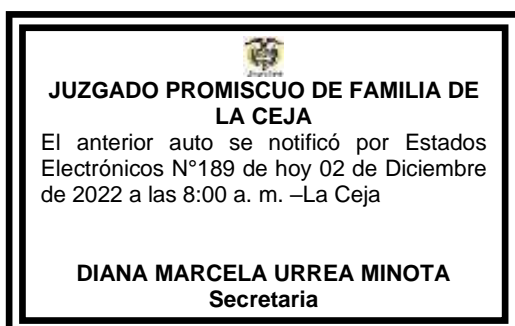 JUZGADO PROMISCUO DE FAMILIA DE
LA CEJA
El anterior auto se notificó por Estados
Electrónicos N°189 de hoy 02 de Diciembre
de 2022 a las 8:00 a. m. –La Ceja
DIANA MARCELA URREA MINOTA
Secretaria